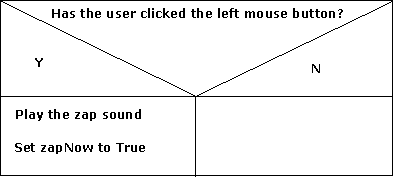 Has the user clicked the left mouse button?
Y
N
Play the zap sound
Set zapNow to True